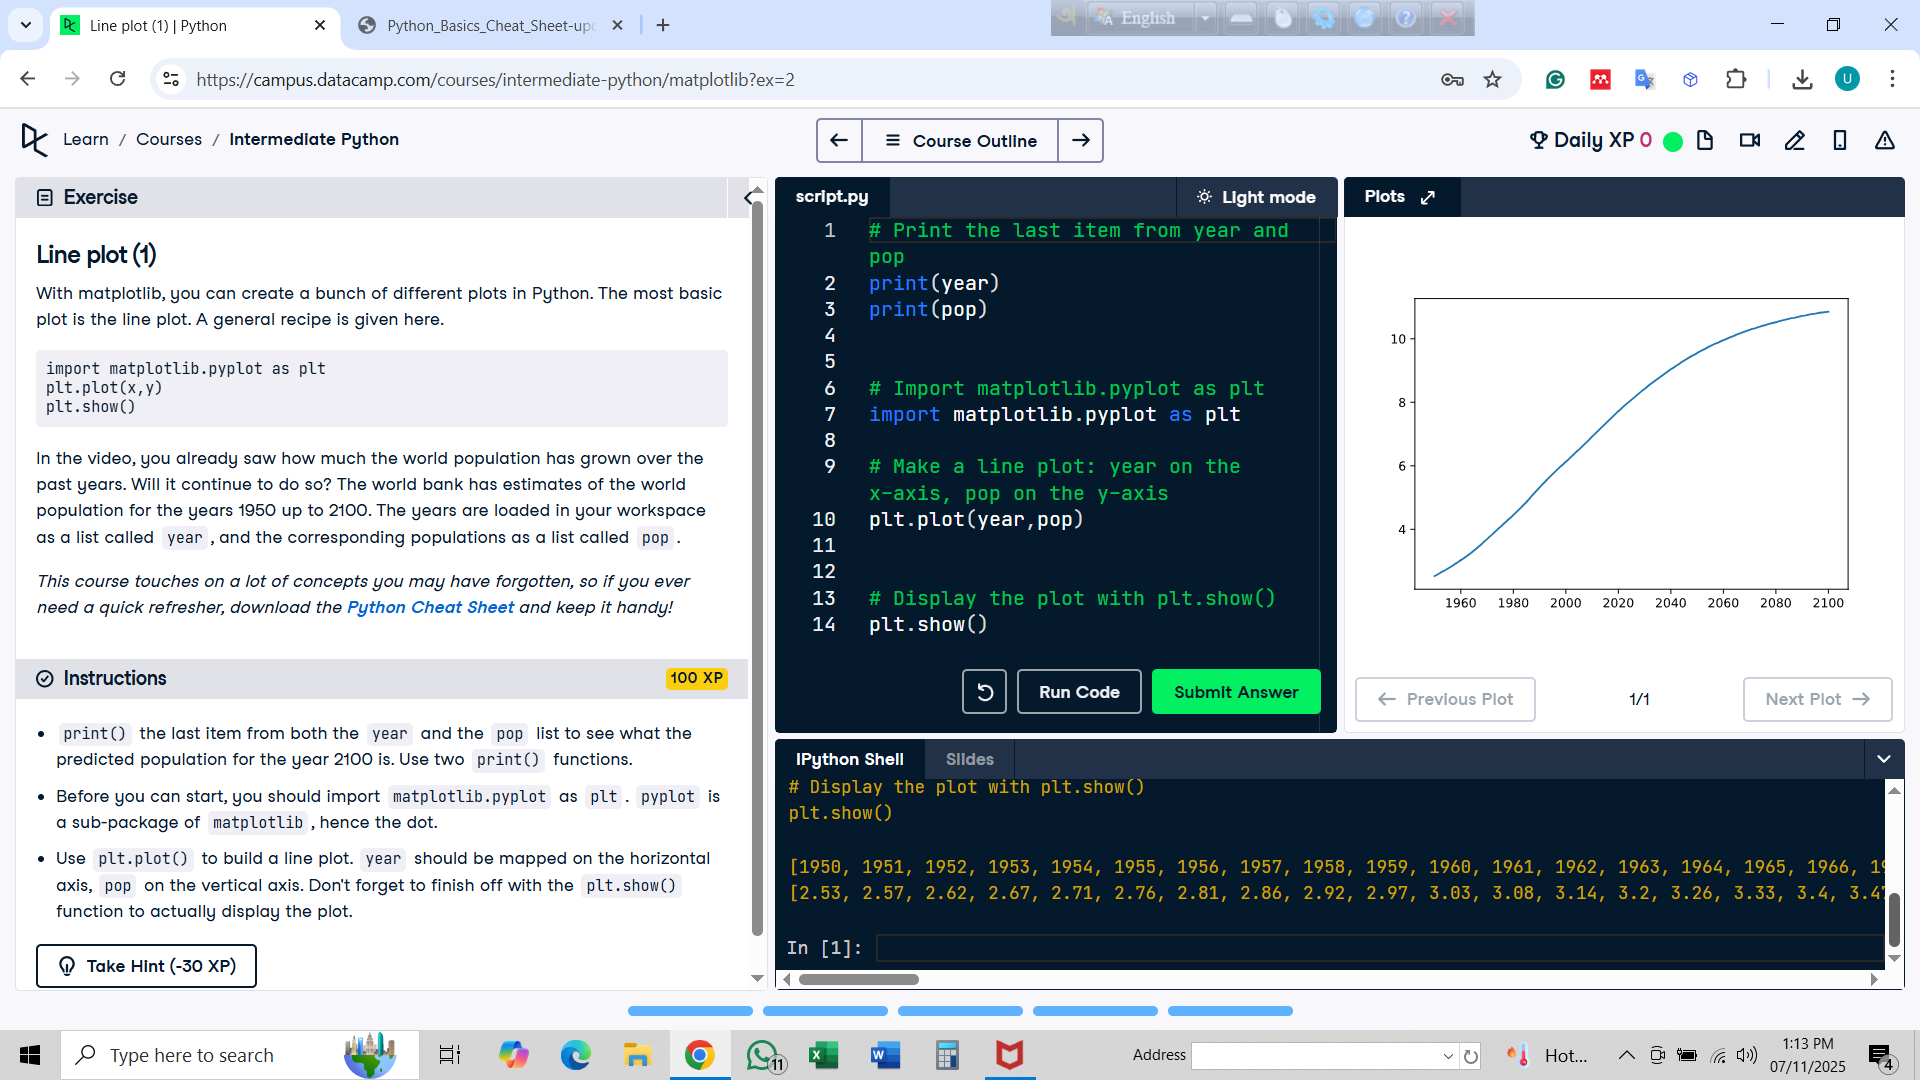 Line plot (1) | Python
Python_Basics_Cheat_Sheet-upd
English
https://campus.datacamp.com/courses/intermediate-python/matplotlib?ex=2
U
Learn / Courses / Intermediate Python
Course Outline
Daily XP 0
Exercise
Line plot (1)
With matplotlib, you can create a bunch of different plots in Python. The most basic
plot is the line plot. A general recipe is given here.
import matplotlib.pyplot as plt
plt.plot(x,y)
plt.show()
In the video, you already saw how much the world population has grown over the
past years. Will it continue to do so? The world bank has estimates of the world
population for the years 1950 up to 2100. The years are loaded in your workspace
as a list called year , and the corresponding populations as a list called pop .
This course touches on a lot of concepts you may have forgotten, so if you ever
need a quick refresher, download the Python Cheat Sheet and keep it handy!
Instructions
100 XP
• print() the last item from both the year and the pop list to see what the
predicted population for the year 2100 is. Use two print() functions.
• Before you can start, you should import matplotlib.pyplot as plt . pyplot is
a sub-package of matplotlib , hence the dot.
• Use plt.plot() to build a line plot. year should be mapped on the horizontal
axis, pop on the vertical axis. Don't forget to finish off with the plt.show()
function to actually display the plot.
Take Hint (-30 XP)
script.py
Light mode
1 # Print the last item from year and
pop
2 print(year)
3 print(pop)
4
5
6 # Import matplotlib.pyplot as plt
7 import matplotlib.pyplot as plt
8
9 # Make a line plot: year on the
x-axis, pop on the y-axis
10 plt.plot(year,pop)
11
12
13 # Display the plot with plt.show()
14 plt.show()
Run Code
Submit Answer
Plots
10
8
6
4
1960 1980 2000 2020 2040 2060 2080 2100
Previous Plot
1/1
Next Plot
IPython Shell
Slides
# Display the plot with plt.show()
plt.show()
[1950, 1951, 1952, 1953, 1954, 1955, 1956, 1957, 1958, 1959, 1960, 1961, 1962, 1963, 1964, 1965, 1966, 19
[2.53, 2.57, 2.62, 2.67, 2.71, 2.76, 2.81, 2.86, 2.92, 2.97, 3.03, 3.08, 3.14, 3.2, 3.26, 3.33, 3.4, 3.47
In [1]:
Type here to search
11
Address
Hot...
1:13 PM
07/11/2025
4